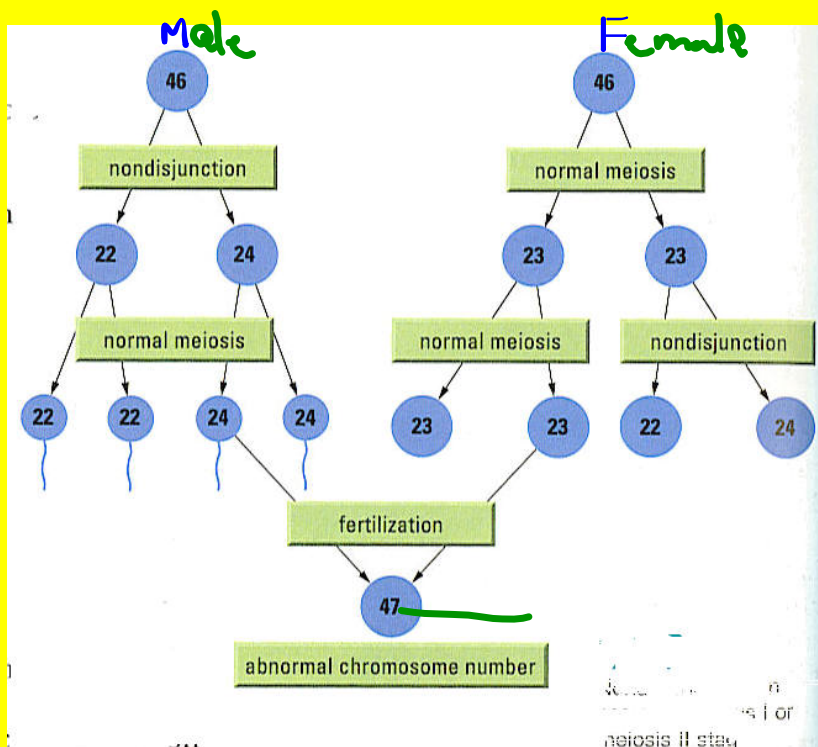 Male Female
46 46
nondisjunction normal meiosis
22 24 23 23
normal meiosis normal meiosis nondisjunction
22 22 24 24 23 23 22 24
fertilization
47
abnormal chromosome number
I or
meiosis II